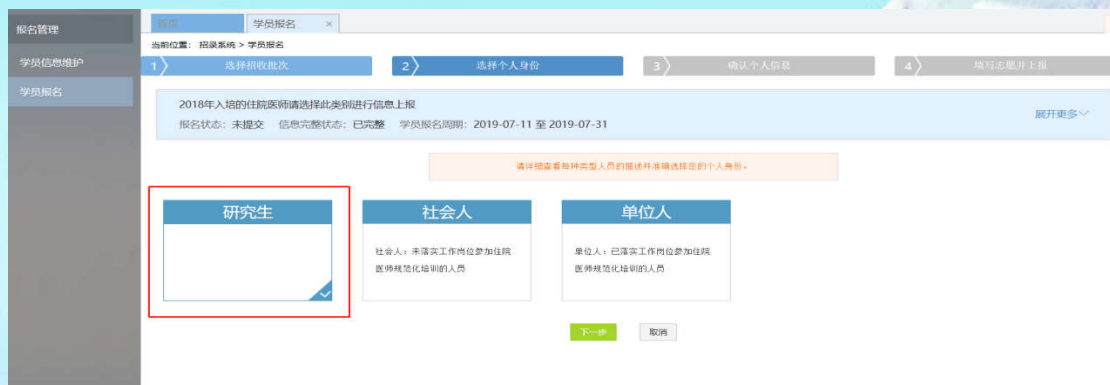 报名管理
首页 学员报名 ×
当前位置： 招录系统 > 学员报名
学员信息维护
学员报名
1 选择招收批次 2 选择个人身份 3 确认个人信息 4 填写志愿并上报
2018年入培的住院医师请选择此类别进行信息上报
报名状态：未提交 信息完整状态：已完整 学员报名周期：2019-07-11 至 2019-07-31
展开更多
请详细查看每种类型人员的描述并准确选择您的个人身份。
研究生 社会人 单位人
社会人：未落实工作岗位参加住院 单位人：已落实工作岗位参加住院
医师规范化培训的人员 医师规范化培训的人员
下一步 取消